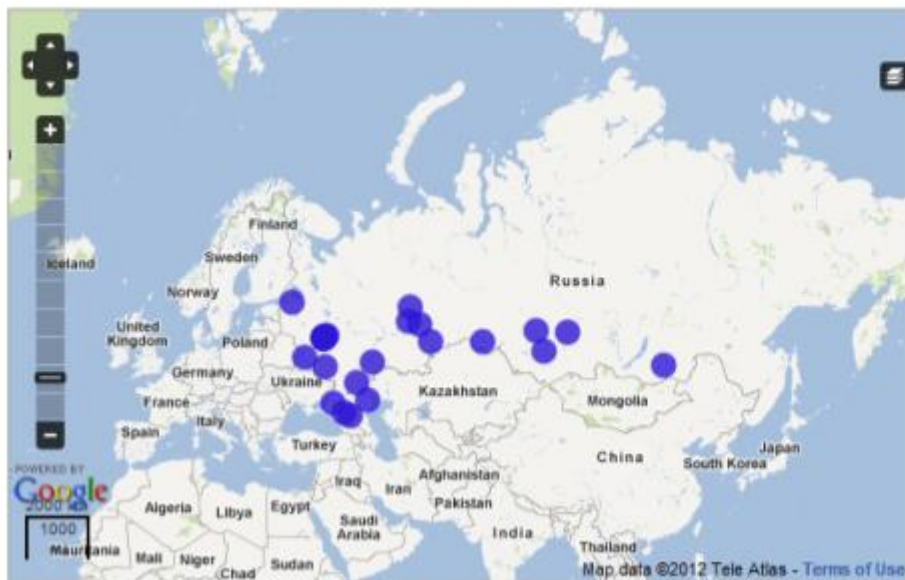 Finland
Iceland
Sweden
Russia
Norway
United
Kingdom
Poland
Germany
Ukraine
Kazakhstan
France
Mongolia
Italy
Spain
Turkey
China
Japan
South Korea
POWERED BY
Google
Iraq
Iran
Afghanistan
Pakistan
Algeria
Libya
Egypt
Saudi
Arabia
India
1000
Mauritania
Mali
Niger
Chad
Sudan
Thailand
Map data ©2012 Tele Atlas - Terms of Use